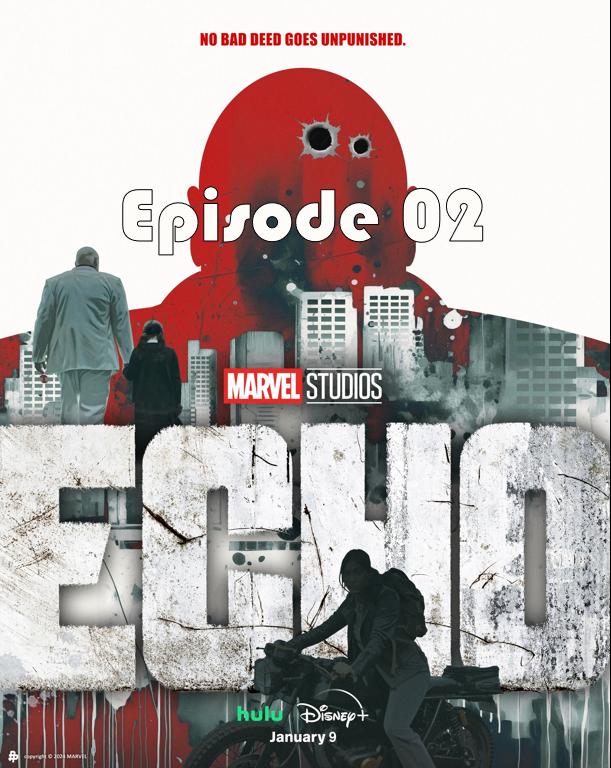 NO BAD DEED GOES UNPUNISHED.
Episode 02
MARVEL STUDIOS
ECHO
hulu Disney+
January 9
copyright © 2024 MARVEL